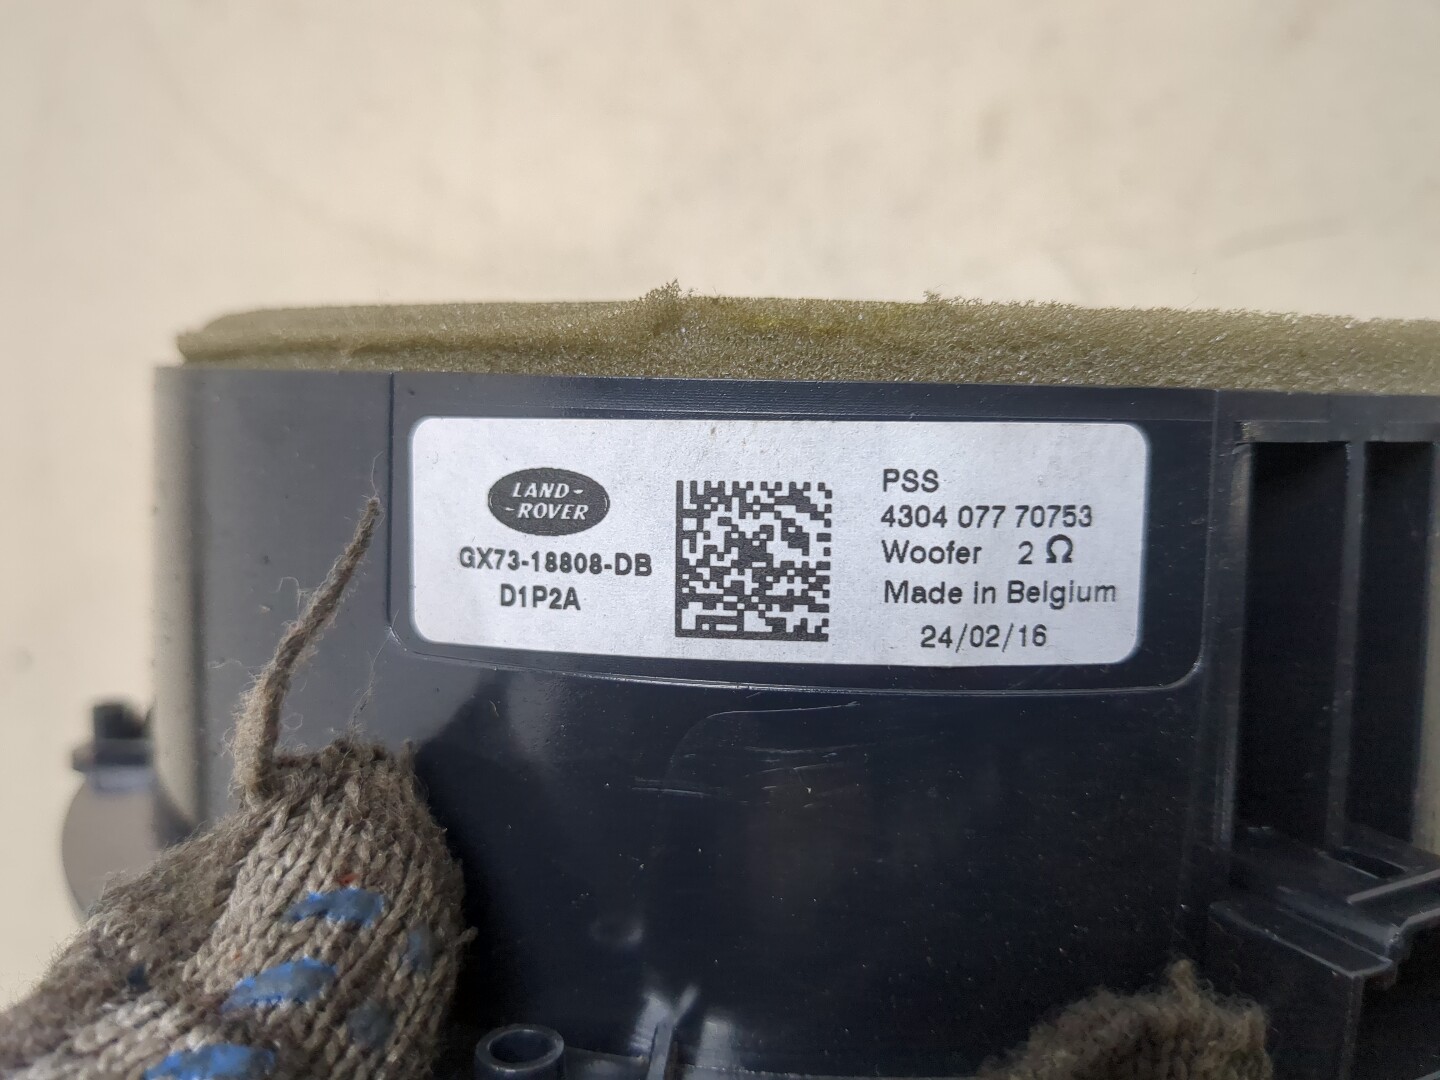 LAND-
-ROVER
GX73-18808-DB
D1P2A
PSS
4304 077 70753
Woofer 2 Ω
Made in Belgium
24/02/16